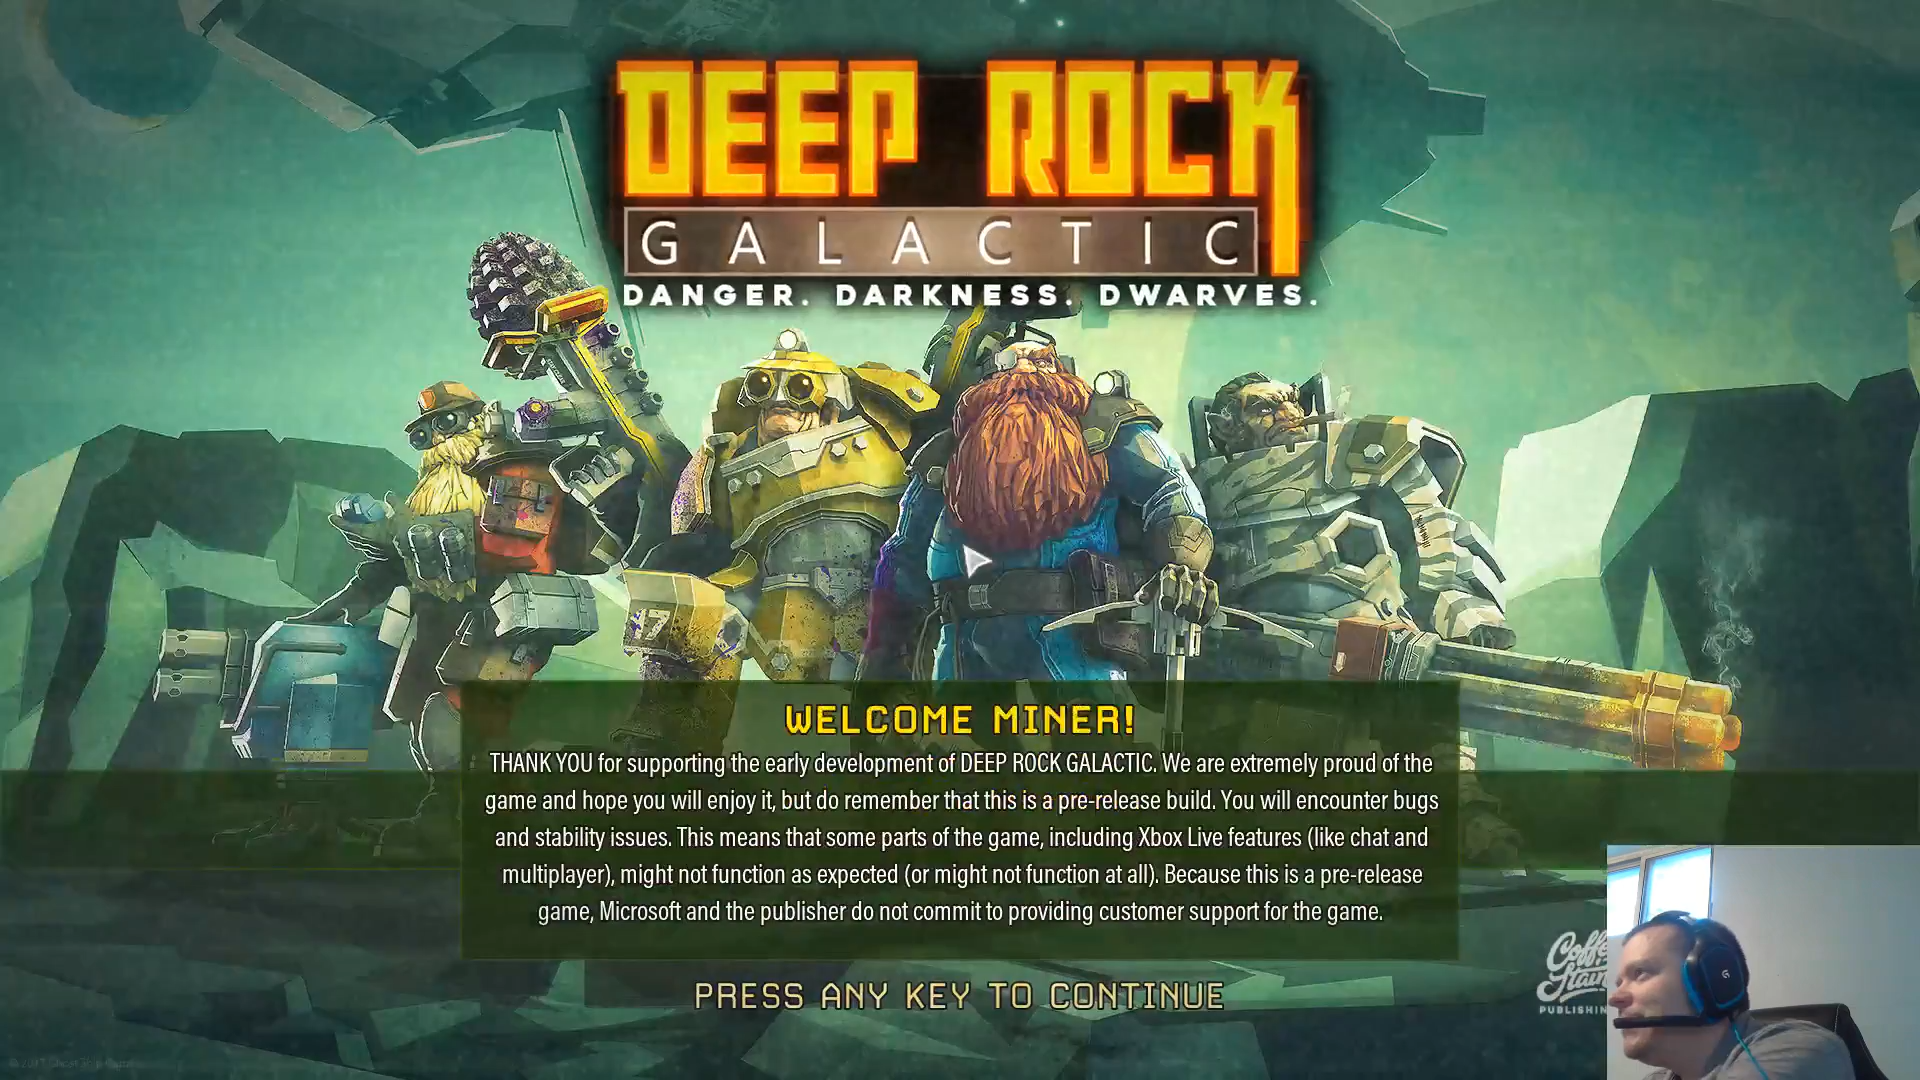 DEEP ROCK
GALACTIC
DANGER. DARKNESS. DWARVES.
17
WELCOME MINER!
THANK YOU for supporting the early development of DEEP ROCK GALACTIC. We are extremely proud of the
game and hope you will enjoy it, but do remember that this is a pre-release build. You will encounter bugs
and stability issues. This means that some parts of the game, including Xbox Live features (like chat and
multiplayer), might not function as expected (or might not function at all). Because this is a pre-release
game, Microsoft and the publisher do not commit to providing customer support for the game.
PRESS ANY KEY TO CONTINUE